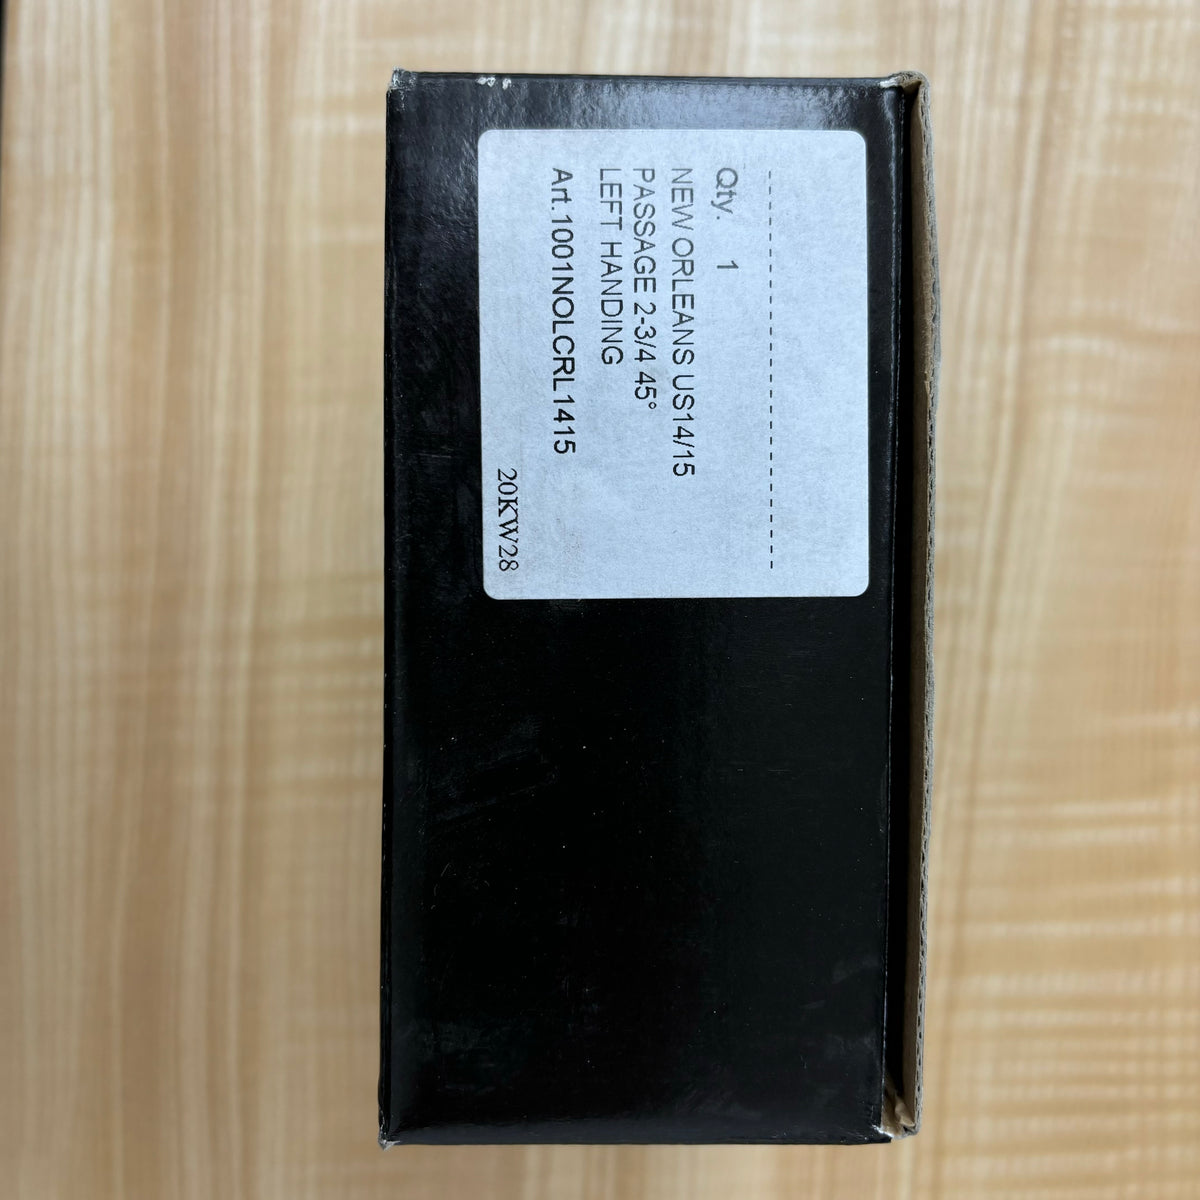 Qty. 1
NEW ORLEANS US14/15
PASSAGE 2-3/4 45°
LEFT HANDING
Art.1001NOLCRL1415
20KW28